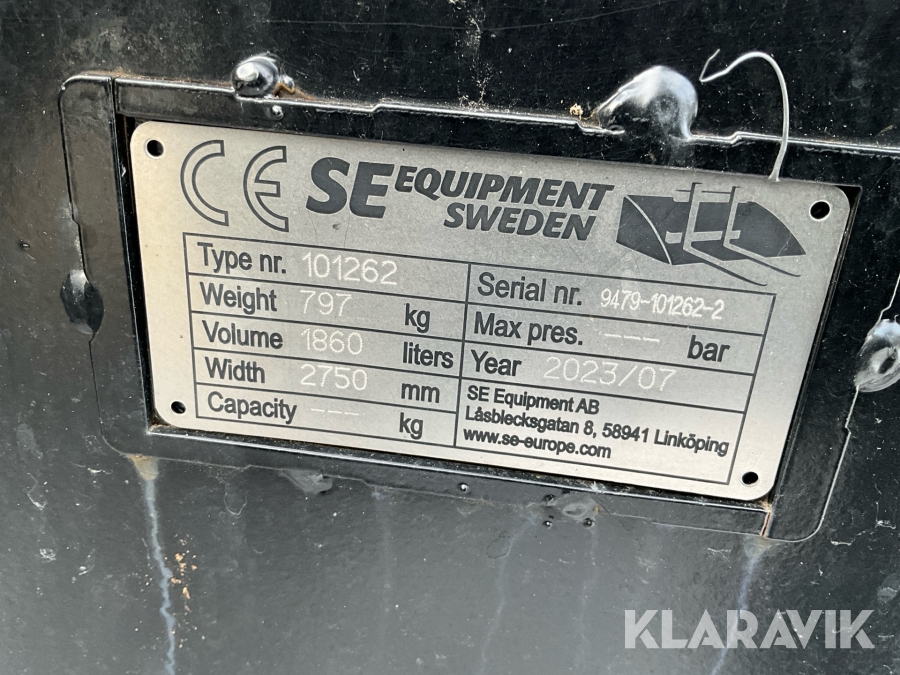 CE SE EQUIPMENT
SWEDEN
Type nr. 101262
Weight 797 kg
Volume 1860 liters
Width 2750 mm
Capacity --- kg
Serial nr. 9479-101262-2
Max pres. --- bar
Year 2023/07
SE Equipment AB
Låsblecksgatan 8, 58941 Linköping
www.se-europe.com
KLARAVIK